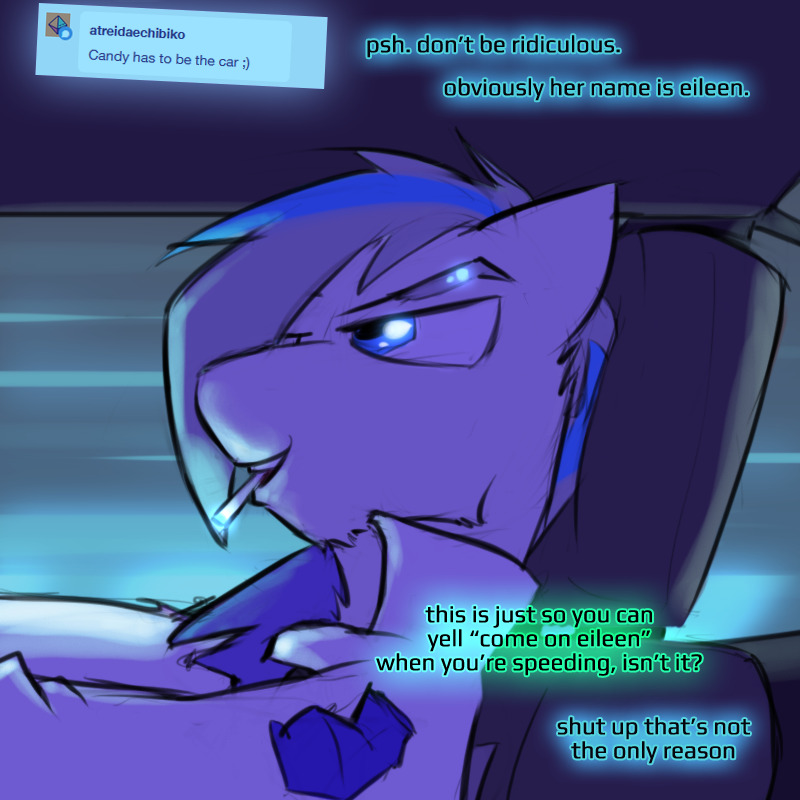 atreidaechibiko
Candy has to be the car ;)
psh. don't be ridiculous.
obviously her name is eileen.
this is just so you can
yell “come on eileen”
when you're speeding, isn't it?
shut up that's not
the only reason